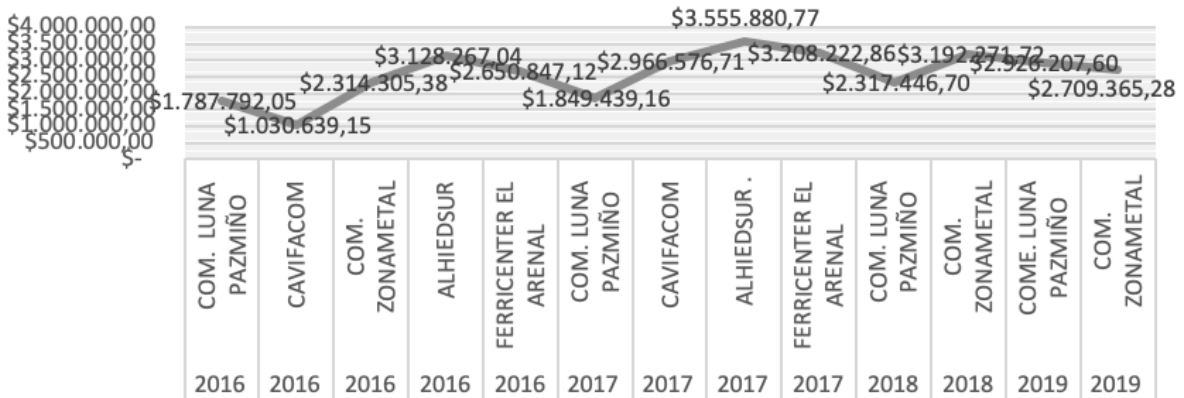 $4.000.000,00
$3.500.000,00
$3.000.000,00
$2.500.000,00
$2.000.000,00
$1.500.000,00
$1.000.000,00
$500.000,00
$-
$1.787.792,05
$1.030.639,15
$2.314.305,38
$3.128.267,04
$2.650.847,12
$1.849.439,16
$2.966.576,71
$3.555.880,77
$3.208.222,86
$2.317.446,70
$3.192.271,72
$2.926.207,60
$2.709.365,28
COM. LUNA
PAZMIÑO
CAVIFACOM
COM.
ZONAMETAL
ALHIEDSUR
FERRICENTER EL
ARENAL
COM. LUNA
PAZMIÑO
CAVIFACOM
ALHIEDSUR .
FERRICENTER EL
ARENAL
COM. LUNA
PAZMIÑO
COM.
ZONAMETAL
COME. LUNA
PAZMIÑO
COM.
ZONAMETAL
2016 2016 2016 2016 2016 2017 2017 2017 2017 2018 2018 2019 2019